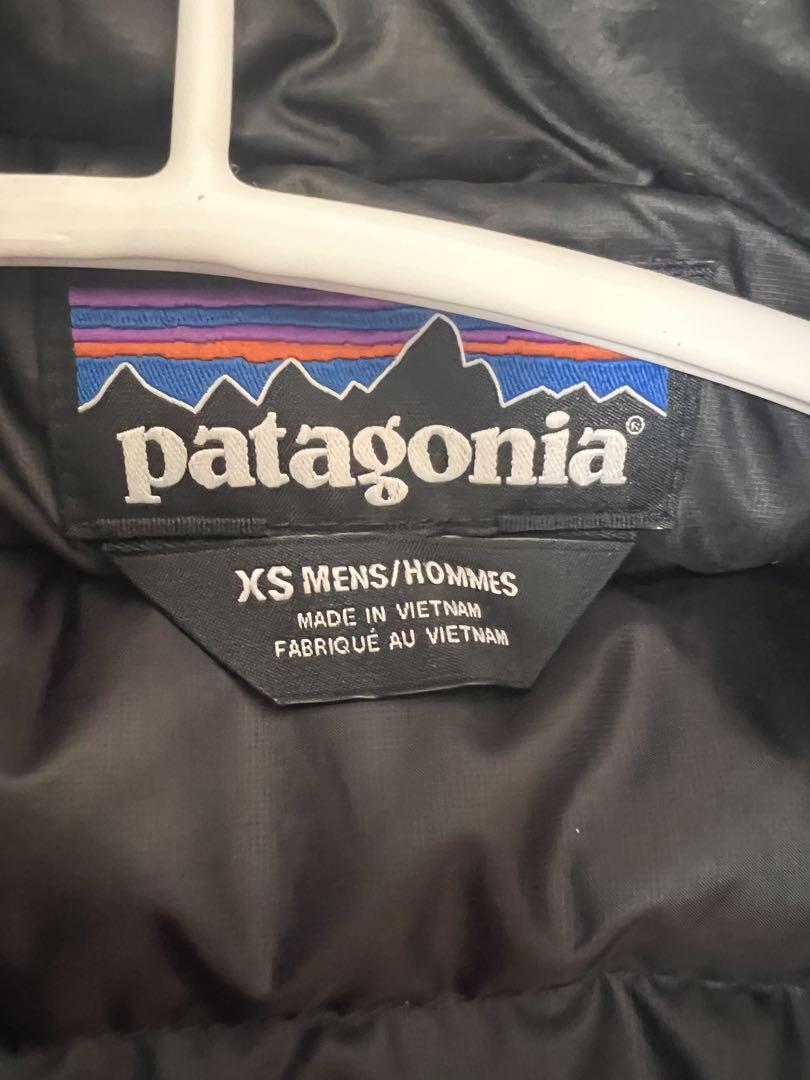 patagonia®
XS MENS/HOMMES
MADE IN VIETNAM
FABRIQUÉ AU VIETNAM